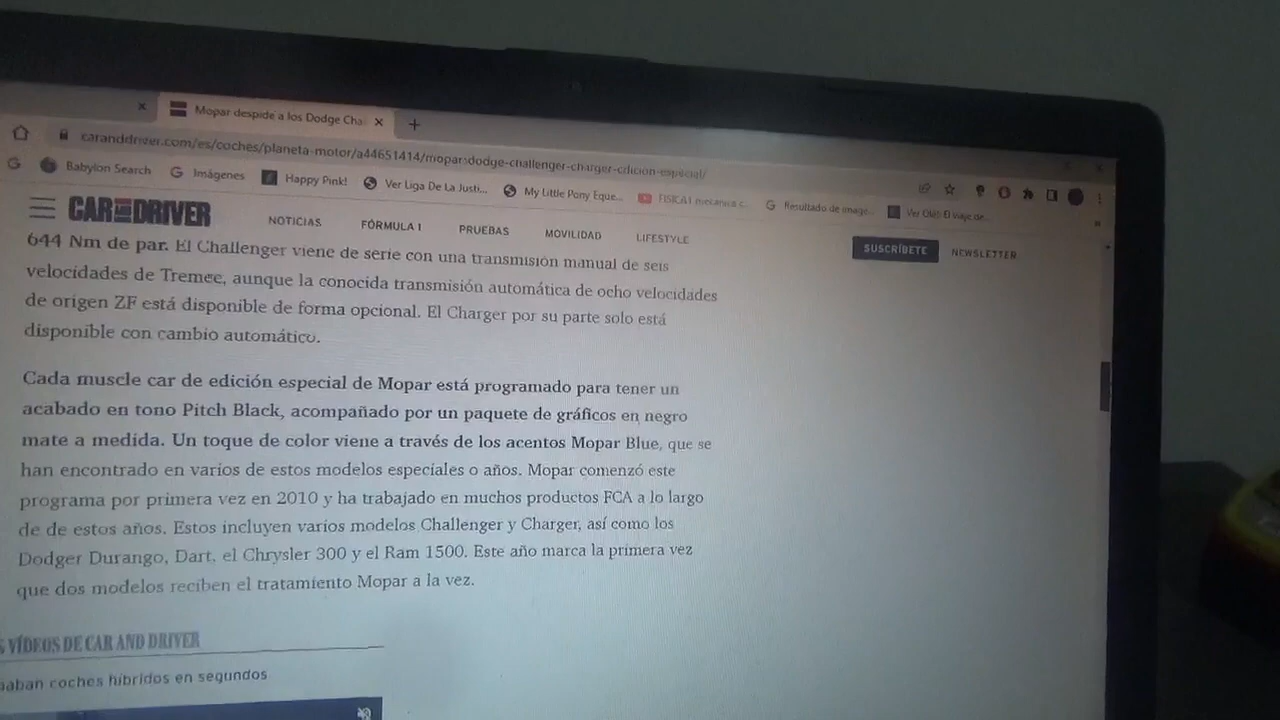 Mopar despide a los Dodge Cha
caranddriver.com/es/coches/planeta-motor/a44651414/mopar-dodge-challenger-charger-edicion-especial/
Babylon Search Imágenes Happy Pink! Ver Liga De La Justi... My Little Pony Eque... FISICA I mecanica c... Resultado de image... Ver Olé! El viaje de...
CAR AND DRIVER
NOTICIAS FÓRMULA 1 PRUEBAS MOVILIDAD LIFESTYLE SUSCRÍBETE NEWSLETTER
644 Nm de par. El Challenger viene de serie con una transmisión manual de seis
velocidades de Tremec, aunque la conocida transmisión automática de ocho velocidades
de origen ZF está disponible de forma opcional. El Charger por su parte solo está
disponible con cambio automático.
Cada muscle car de edición especial de Mopar está programado para tener un
acabado en tono Pitch Black, acompañado por un paquete de gráficos en negro
mate a medida. Un toque de color viene a través de los acentos Mopar Blue, que se
han encontrado en varios de estos modelos especiales o años. Mopar comenzó este
programa por primera vez en 2010 y ha trabajado en muchos productos FCA a lo largo
de de estos años. Estos incluyen varios modelos Challenger y Charger, así como los
Dodger Durango, Dart, el Chrysler 300 y el Ram 1500. Este año marca la primera vez
que dos modelos reciben el tratamiento Mopar a la vez.
VÍDEOS DE CAR AND DRIVER
coches híbridos en segundos